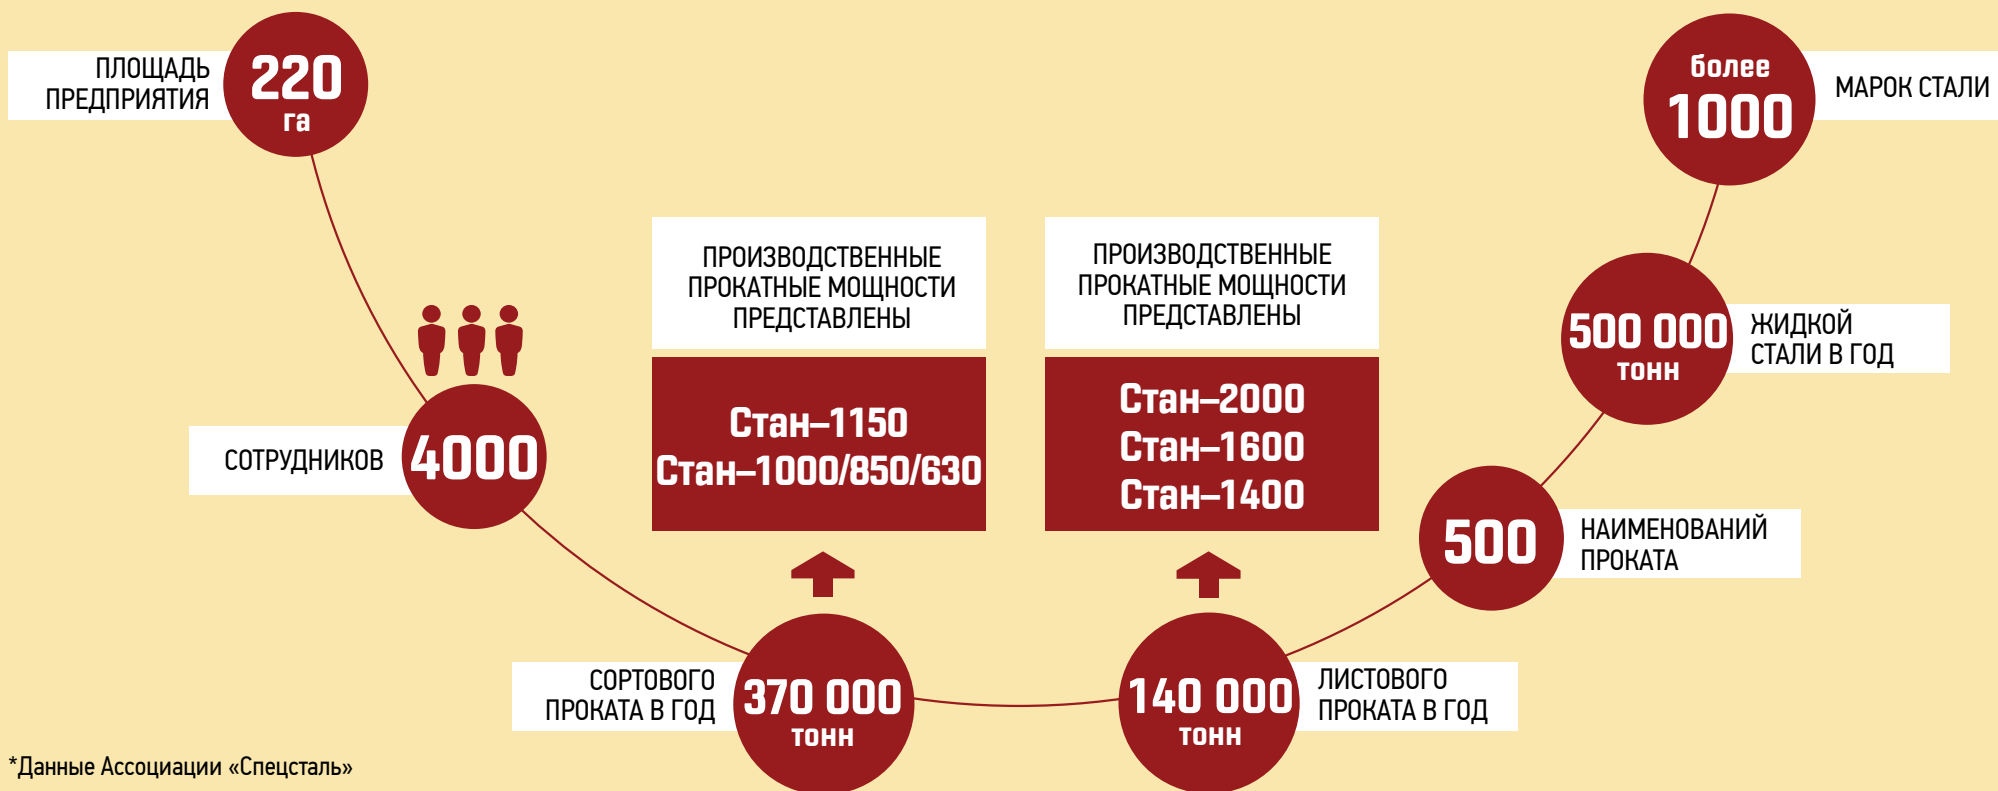 ПЛОЩАДЬ
ПРЕДПРИЯТИЯ
220
га
СОТРУДНИКОВ
4000
ПРОИЗВОДСТВЕННЫЕ
ПРОКАТНЫЕ МОЩНОСТИ
ПРЕДСТАВЛЕНЫ
Стан–1150
Стан–1000/850/630
СОРТОВОГО
ПРОКАТА В ГОД
370 000
тонн
ПРОИЗВОДСТВЕННЫЕ
ПРОКАТНЫЕ МОЩНОСТИ
ПРЕДСТАВЛЕНЫ
Стан–2000
Стан–1600
Стан–1400
140 000
тонн
ЛИСТОВОГО
ПРОКАТА В ГОД
500
НАИМЕНОВАНИЙ
ПРОКАТА
500 000
тонн
ЖИДКОЙ
СТАЛИ В ГОД
более
1000
МАРОК СТАЛИ
*Данные Ассоциации «Спецсталь»